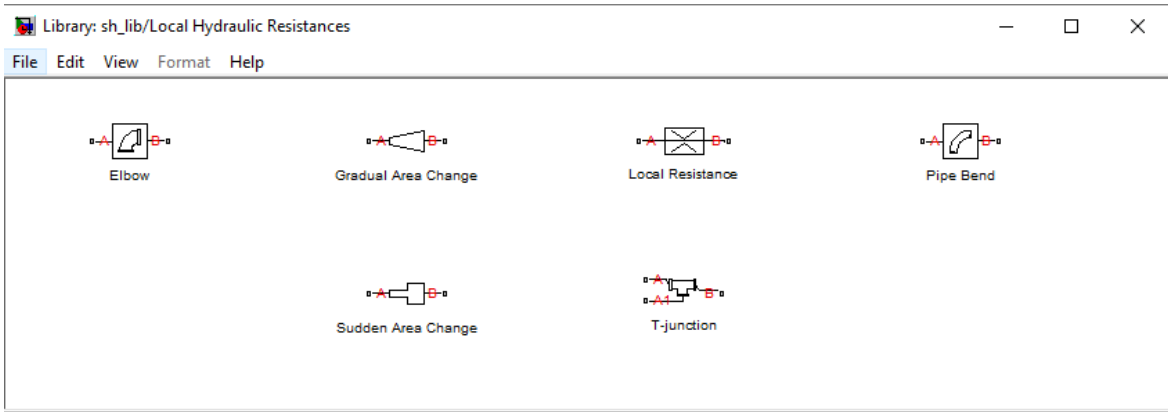 Library: sh_lib/Local Hydraulic Resistances
File Edit View Format Help
A B A B A B A B
Elbow Gradual Area Change Local Resistance Pipe Bend
A B A
A1 B
Sudden Area Change T-junction